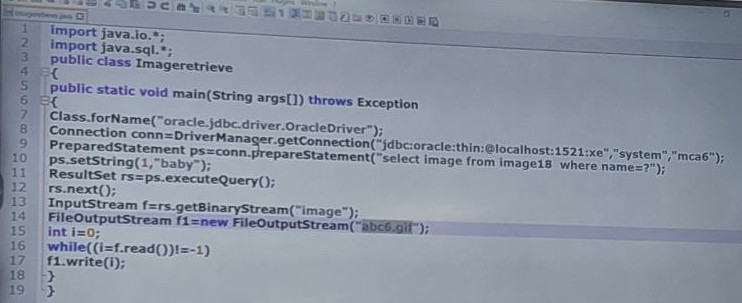 1 import java.io.*;
2 import java.sql.*;
3 public class Imageretrieve
4 {
5 public static void main(String args[]) throws Exception
6 {
7 Class.forName("oracle.jdbc.driver.OracleDriver");
8 Connection conn=DriverManager.getConnection("jdbc:oracle:thin:@localhost:1521:xe","system","mca6");
9 PreparedStatement ps=conn.prepareStatement("select image from image18 where name=?");
10 ps.setString(1,"baby");
11 ResultSet rs=ps.executeQuery();
12 rs.next();
13 InputStream f=rs.getBinaryStream("image");
14 FileOutputStream f1=new FileOutputStream("abc6.gif");
15 int i=0;
16 while((i=f.read())!=-1)
17 f1.write(i);
18 }
19 }